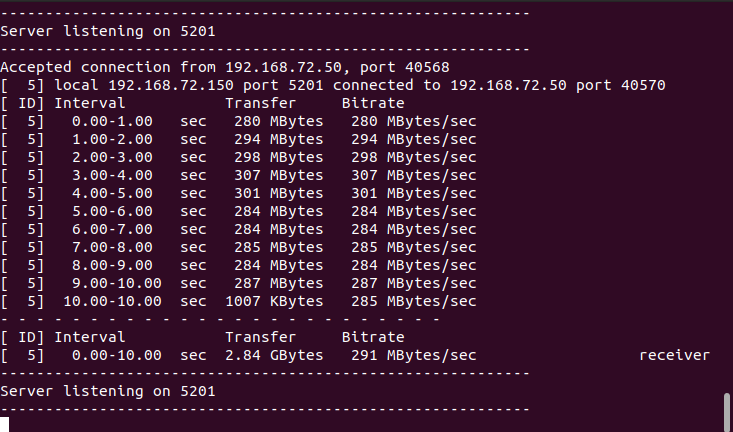 -----------------------------------------------------------
Server listening on 5201
-----------------------------------------------------------
Accepted connection from 192.168.72.50, port 40568
[  5] local 192.168.72.150 port 5201 connected to 192.168.72.50 port 40570
[ ID] Interval           Transfer     Bitrate
[  5]   0.00-1.00   sec   280 MBytes   280 MBytes/sec
[  5]   1.00-2.00   sec   294 MBytes   294 MBytes/sec
[  5]   2.00-3.00   sec   298 MBytes   298 MBytes/sec
[  5]   3.00-4.00   sec   307 MBytes   307 MBytes/sec
[  5]   4.00-5.00   sec   301 MBytes   301 MBytes/sec
[  5]   5.00-6.00   sec   284 MBytes   284 MBytes/sec
[  5]   6.00-7.00   sec   284 MBytes   284 MBytes/sec
[  5]   7.00-8.00   sec   285 MBytes   285 MBytes/sec
[  5]   8.00-9.00   sec   284 MBytes   284 MBytes/sec
[  5]   9.00-10.00  sec   287 MBytes   287 MBytes/sec
[  5]  10.00-10.00  sec  1007 KBytes   285 MBytes/sec
- - - - - - - - - - - - - - - - - - - - - - - - -
[ ID] Interval           Transfer     Bitrate
[  5]   0.00-10.00  sec  2.84 GBytes   291 MBytes/sec                  receiver
-----------------------------------------------------------
Server listening on 5201
-----------------------------------------------------------